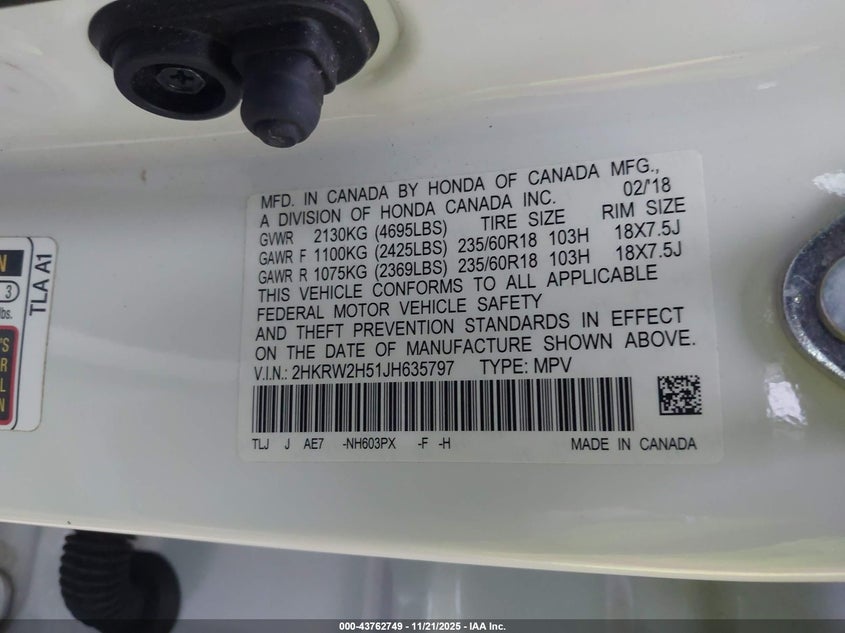 MFD. IN CANADA BY HONDA OF CANADA MFG.,
A DIVISION OF HONDA CANADA INC. 02/'18
GVWR 2130KG (4695LBS) TIRE SIZE RIM SIZE
GAWR F 1100KG (2425LBS) 235/60R18 103H 18X7.5J
GAWR R 1075KG (2369LBS) 235/60R18 103H 18X7.5J
THIS VEHICLE CONFORMS TO ALL APPLICABLE
FEDERAL MOTOR VEHICLE SAFETY
AND THEFT PREVENTION STANDARDS IN EFFECT
ON THE DATE OF MANUFACTURE SHOWN ABOVE.
V.I.N.: 2HKRW2H51JH635797 TYPE: MPV
TLJ J AE7 -NH603PX -F -H MADE IN CANADA
TLA A1
3
lbs.
000-43762749 - 11/21/2025 - IAA Inc.